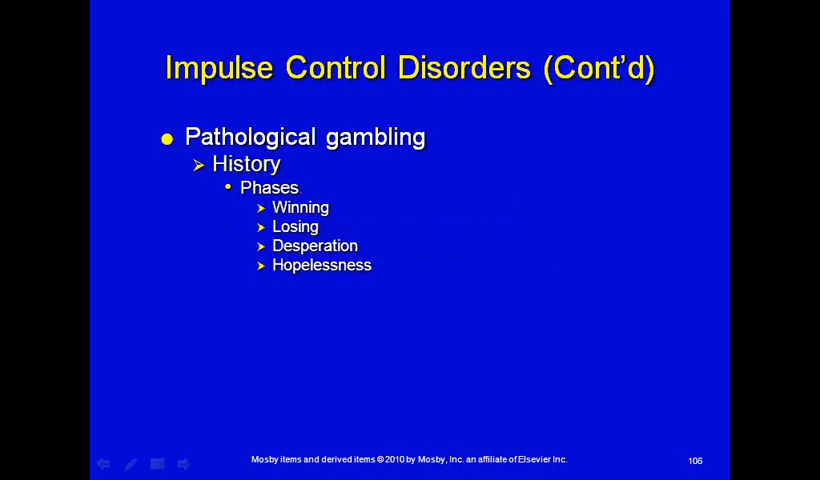 Impulse Control Disorders (Cont'd)
Pathological gambling
History
Phases
Winning
Losing
Desperation
Hopelessness
Mosby items and derived items © 2010 by Mosby, Inc. an affiliate of Elsevier Inc.
106